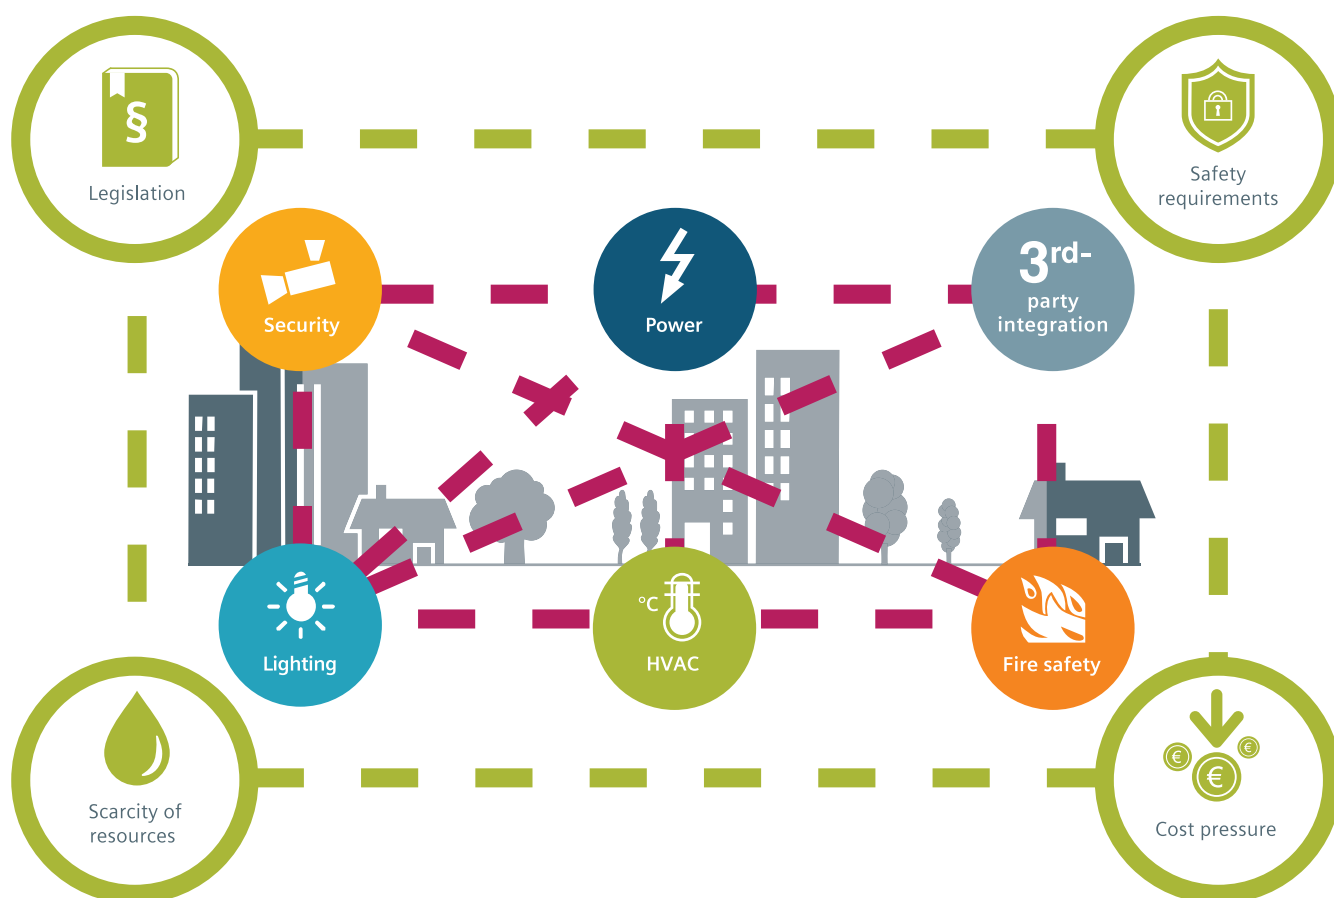 §
Legislation
Safety
requirements
Security
Power
3rd-
party
integration
°C
Lighting
HVAC
Fire safety
Scarcity of
resources
€
€
€
Cost pressure